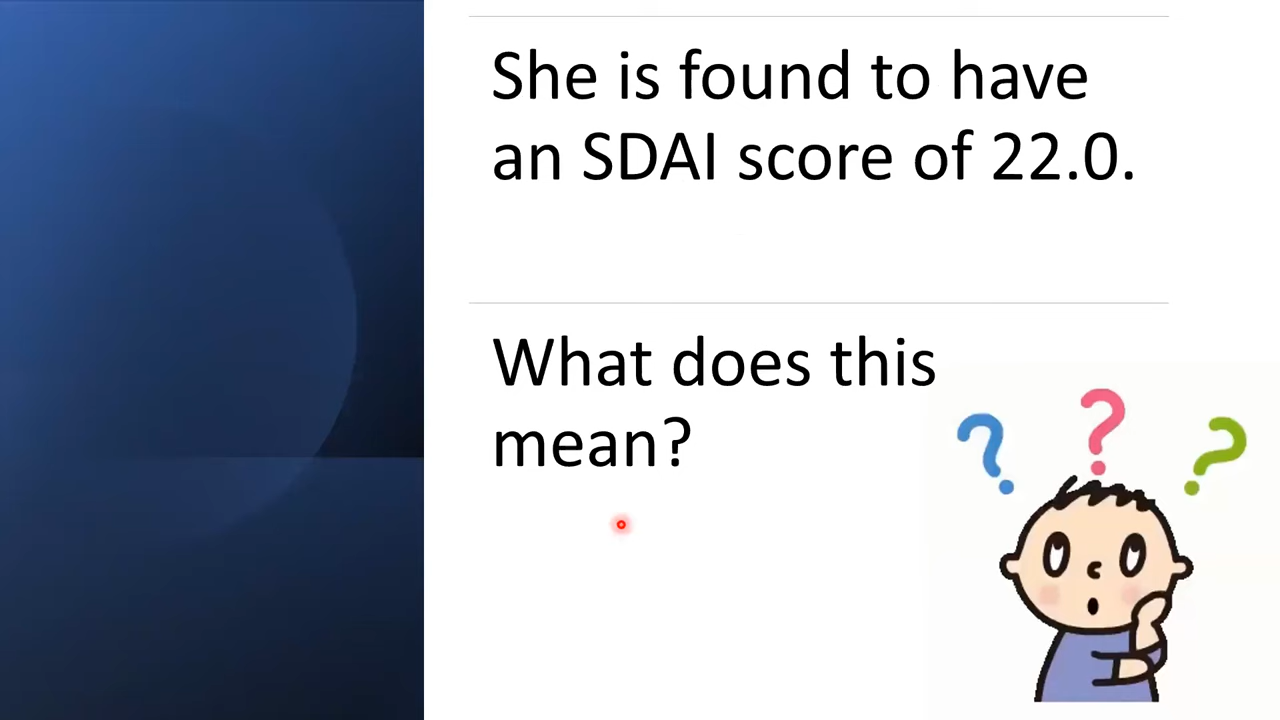 She is found to have
an SDAI score of 22.0.
What does this
mean?
? ? ?